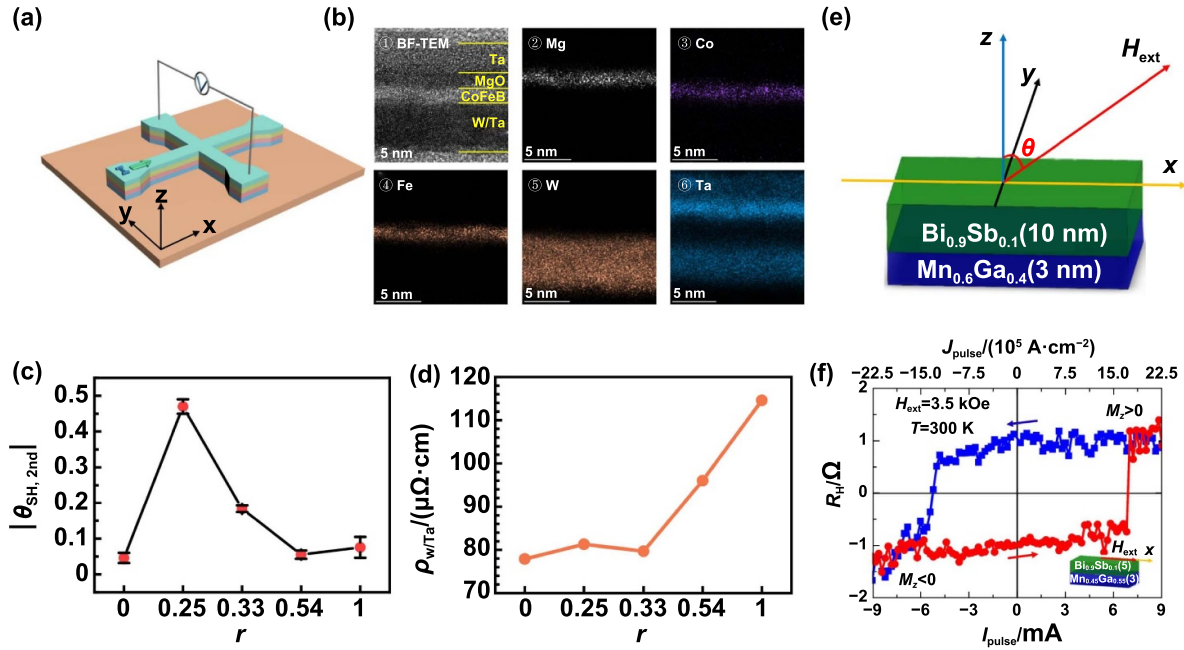 (a)
V
y
z
x
(b)
① BF-TEM
Ta
MgO
CoFeB
W/Ta
5 nm
② Mg
5 nm
③ Co
5 nm
④ Fe
5 nm
⑤ W
5 nm
⑥ Ta
5 nm
(e)
z
y
H_ext
θ
x
Bi0.9Sb0.1(10 nm)
Mn0.6Ga0.4(3 nm)
(c)
|θSH, 2nd|
0.5
0.4
0.3
0.2
0.1
0
0 0.25 0.33 0.54 1
r
(d)
ρw/Ta/(μΩ·cm)
120
110
100
90
80
70
0 0.25 0.33 0.54 1
r
(f)
Jpulse/(10⁵ A·cm⁻²)
−22.5 −15.0 −7.5 0 7.5 15.0 22.5
Hext=3.5 kOe
T=300 K
Mz>0
Mz<0
RH/Ω
2
1
0
−1
−2
Hext x
Bi0.9Sb0.1(5)
Mn0.45Ga0.55(3)
−9 −6 −3 0 3 6 9
Ipulse/mA